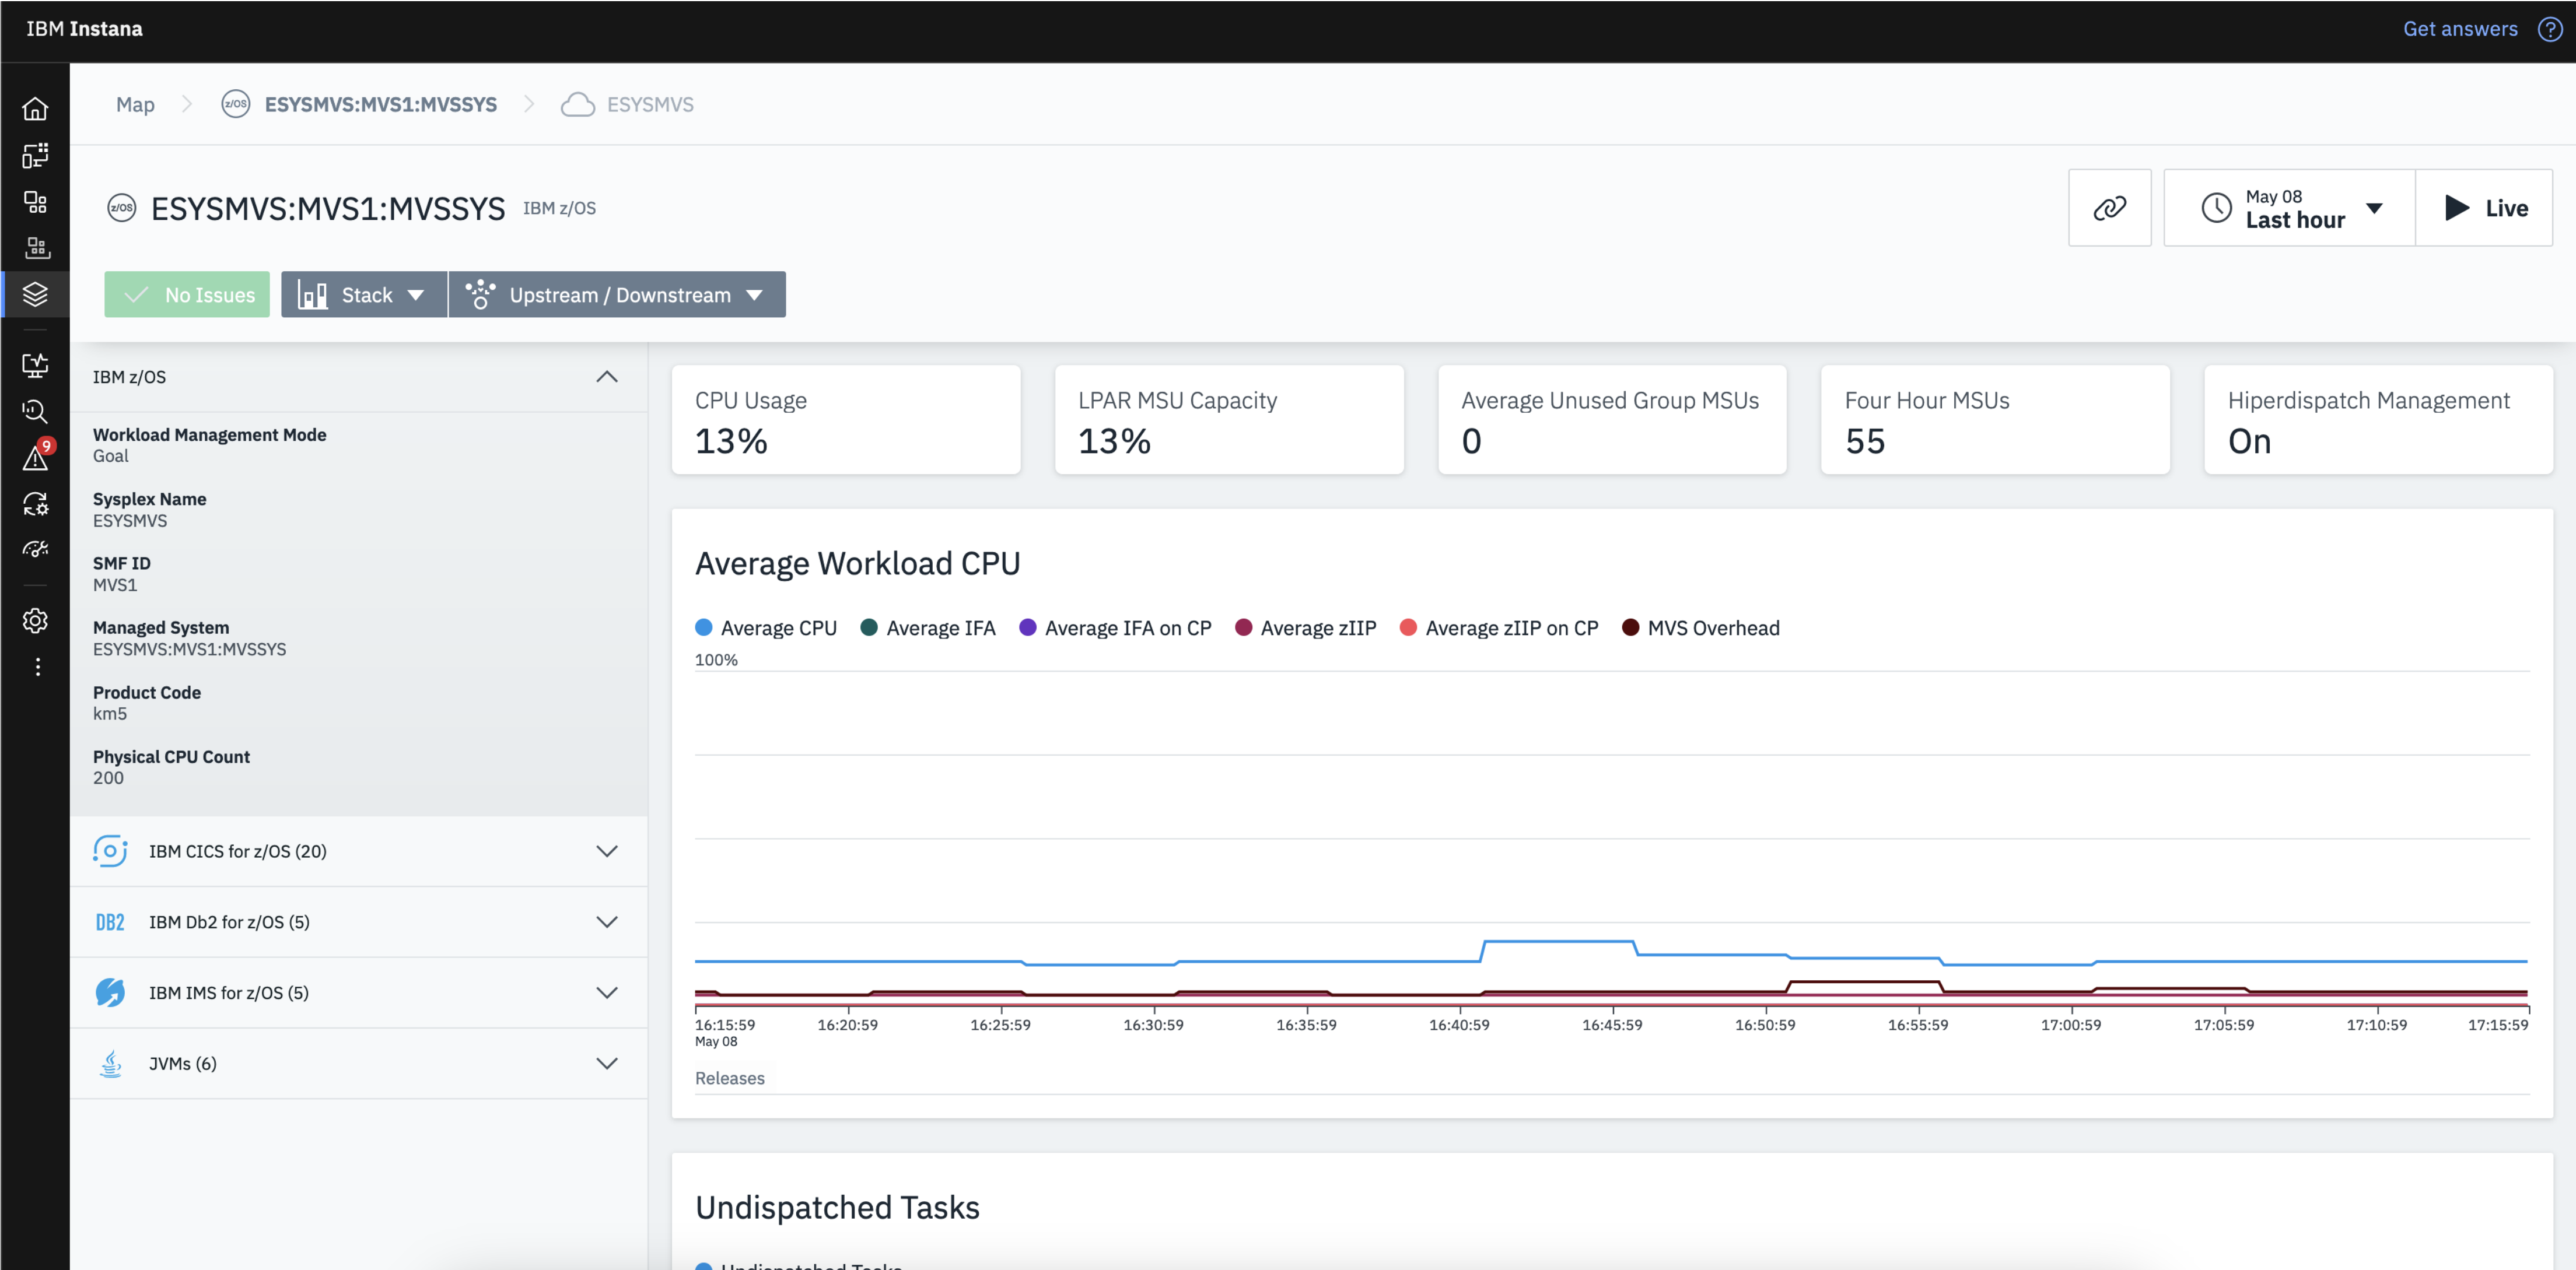 IBM Instana
Get answers
Map
z/OS
ESYSMVS:MVS1:MVSSYS
ESYSMVS
z/OS
ESYSMVS:MVS1:MVSSYS
IBM z/OS
May 08
Last hour
Live
No Issues
Stack
Upstream / Downstream
9
IBM z/OS
Workload Management Mode
Goal
Sysplex Name
ESYSMVS
SMF ID
MVS1
Managed System
ESYSMVS:MVS1:MVSSYS
Product Code
km5
Physical CPU Count
200
IBM CICS for z/OS (20)
DB2
IBM Db2 for z/OS (5)
IBM IMS for z/OS (5)
JVMs (6)
CPU Usage
13%
LPAR MSU Capacity
13%
Average Unused Group MSUs
0
Four Hour MSUs
55
Hiperdispatch Management
On
Average Workload CPU
Average CPU
Average IFA
Average IFA on CP
Average zIIP
Average zIIP on CP
MVS Overhead
100%
16:15:59
16:20:59
16:25:59
16:30:59
16:35:59
16:40:59
16:45:59
16:50:59
16:55:59
17:00:59
17:05:59
17:10:59
17:15:59
May 08
Releases
Undispatched Tasks
Undispatched Tasks